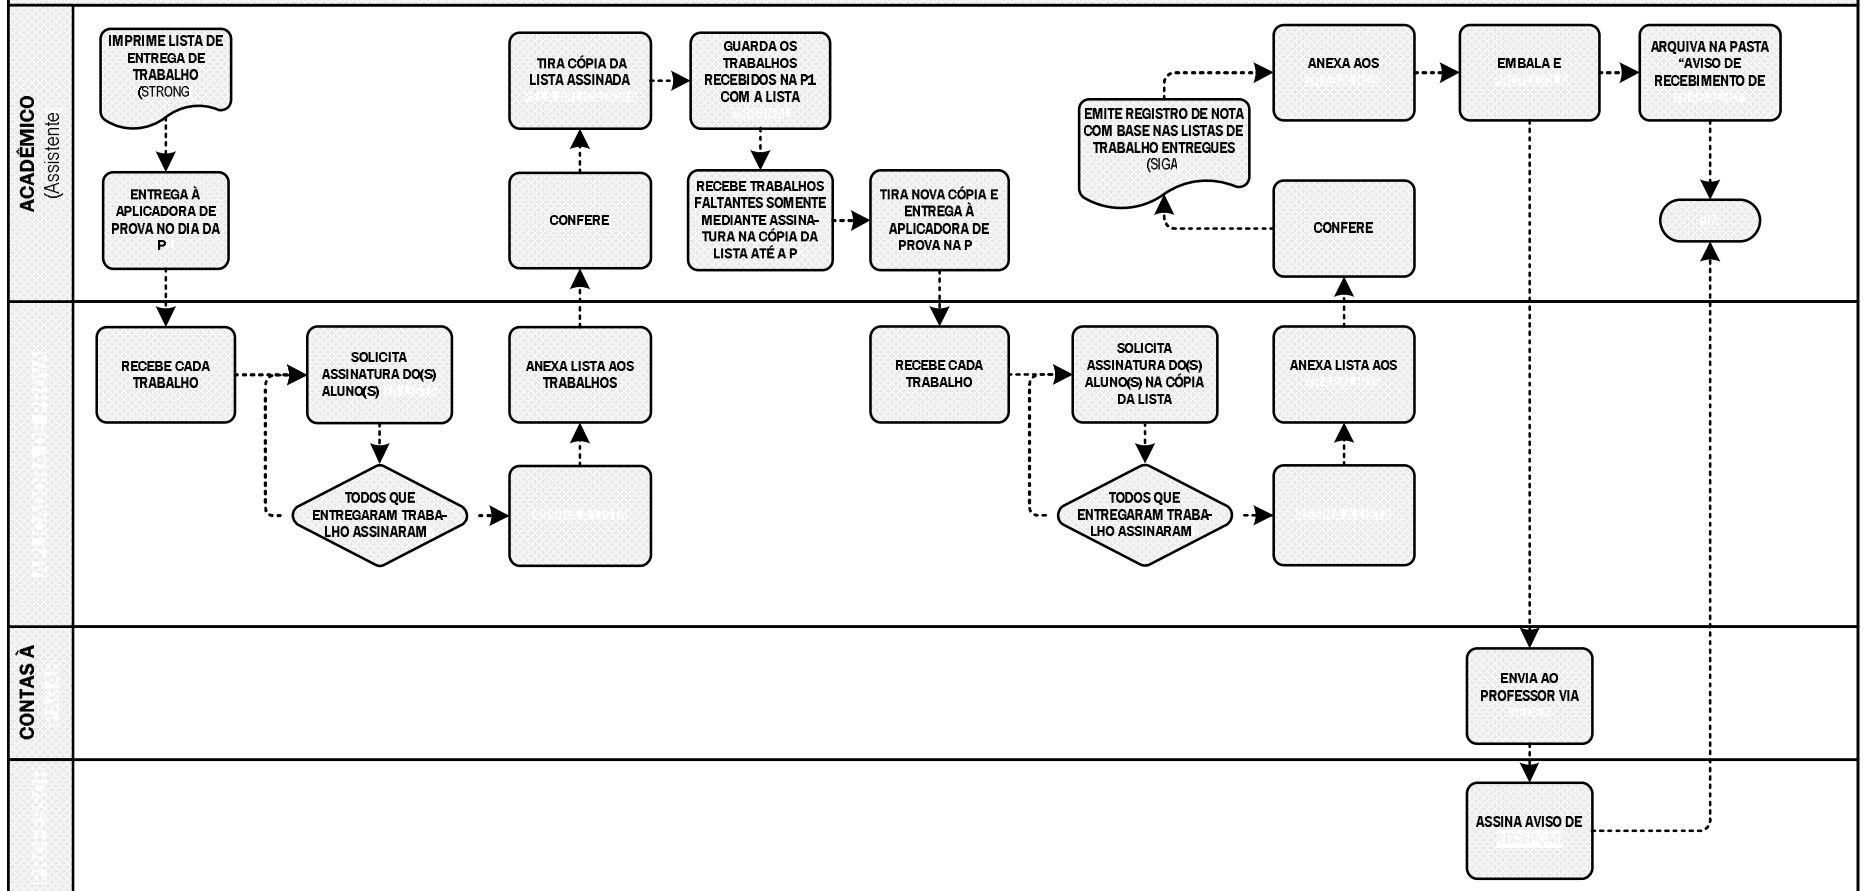 ACADÊMICO
(Assistente
IMPRIME LISTA DE
ENTREGA DE
TRABALHO
(STRONG
ENTREGA À
APLICADORA DE
PROVA NO DIA DA
P
TIRA CÓPIA DA
LISTA ASSINADA
CONFERE
GUARDA OS
TRABALHOS
RECEBIDOS NA P1
COM A LISTA
RECEBE TRABALHOS
FALTANTES SOMENTE
MEDIANTE ASSINA-
TURA NA CÓPIA DA
LISTA ATÉ A P
TIRA NOVA CÓPIA E
ENTREGA À
APLICADORA DE
PROVA NA P
EMITE REGISTRO DE NOTA
COM BASE NAS LISTAS DE
TRABALHO ENTREGUES
(SIGA
CONFERE
ANEXA AOS
EMBALA E
ARQUIVA NA PASTA
“AVISO DE
RECEBIMENTO DE
APLICADORA DE PROVA
RECEBE CADA
TRABALHO
SOLICITA
ASSINATURA DO(S)
ALUNO(S)
TODOS QUE
ENTREGARAM TRABA-
LHO ASSINARAM
ANEXA LISTA AOS
TRABALHOS
RECEBE CADA
TRABALHO
SOLICITA
ASSINATURA DO(S)
ALUNO(S) NA CÓPIA
DA LISTA
TODOS QUE
ENTREGARAM TRABA-
LHO ASSINARAM
ANEXA LISTA AOS
CONTAS À
PAGAR
ENVIA AO
PROFESSOR VIA
PROFESSOR
ASSINA AVISO DE
RECEPÇÃO